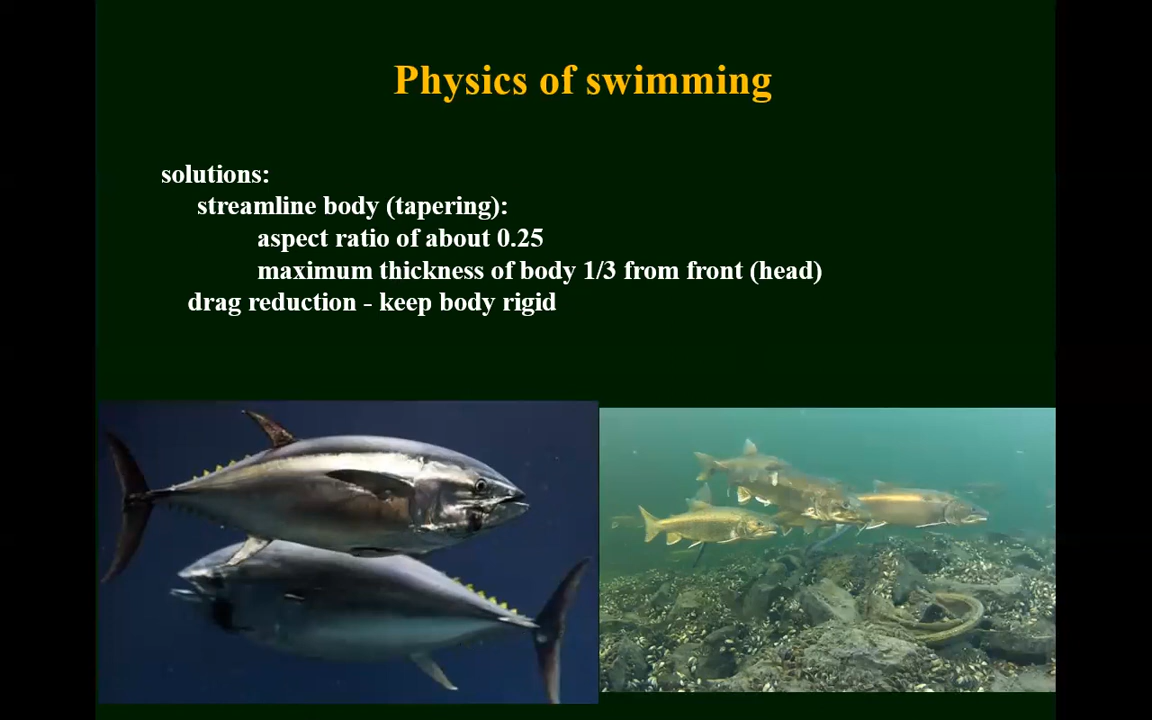 Physics of swimming
solutions:
streamline body (tapering):
aspect ratio of about 0.25
maximum thickness of body 1/3 from front (head)
drag reduction - keep body rigid